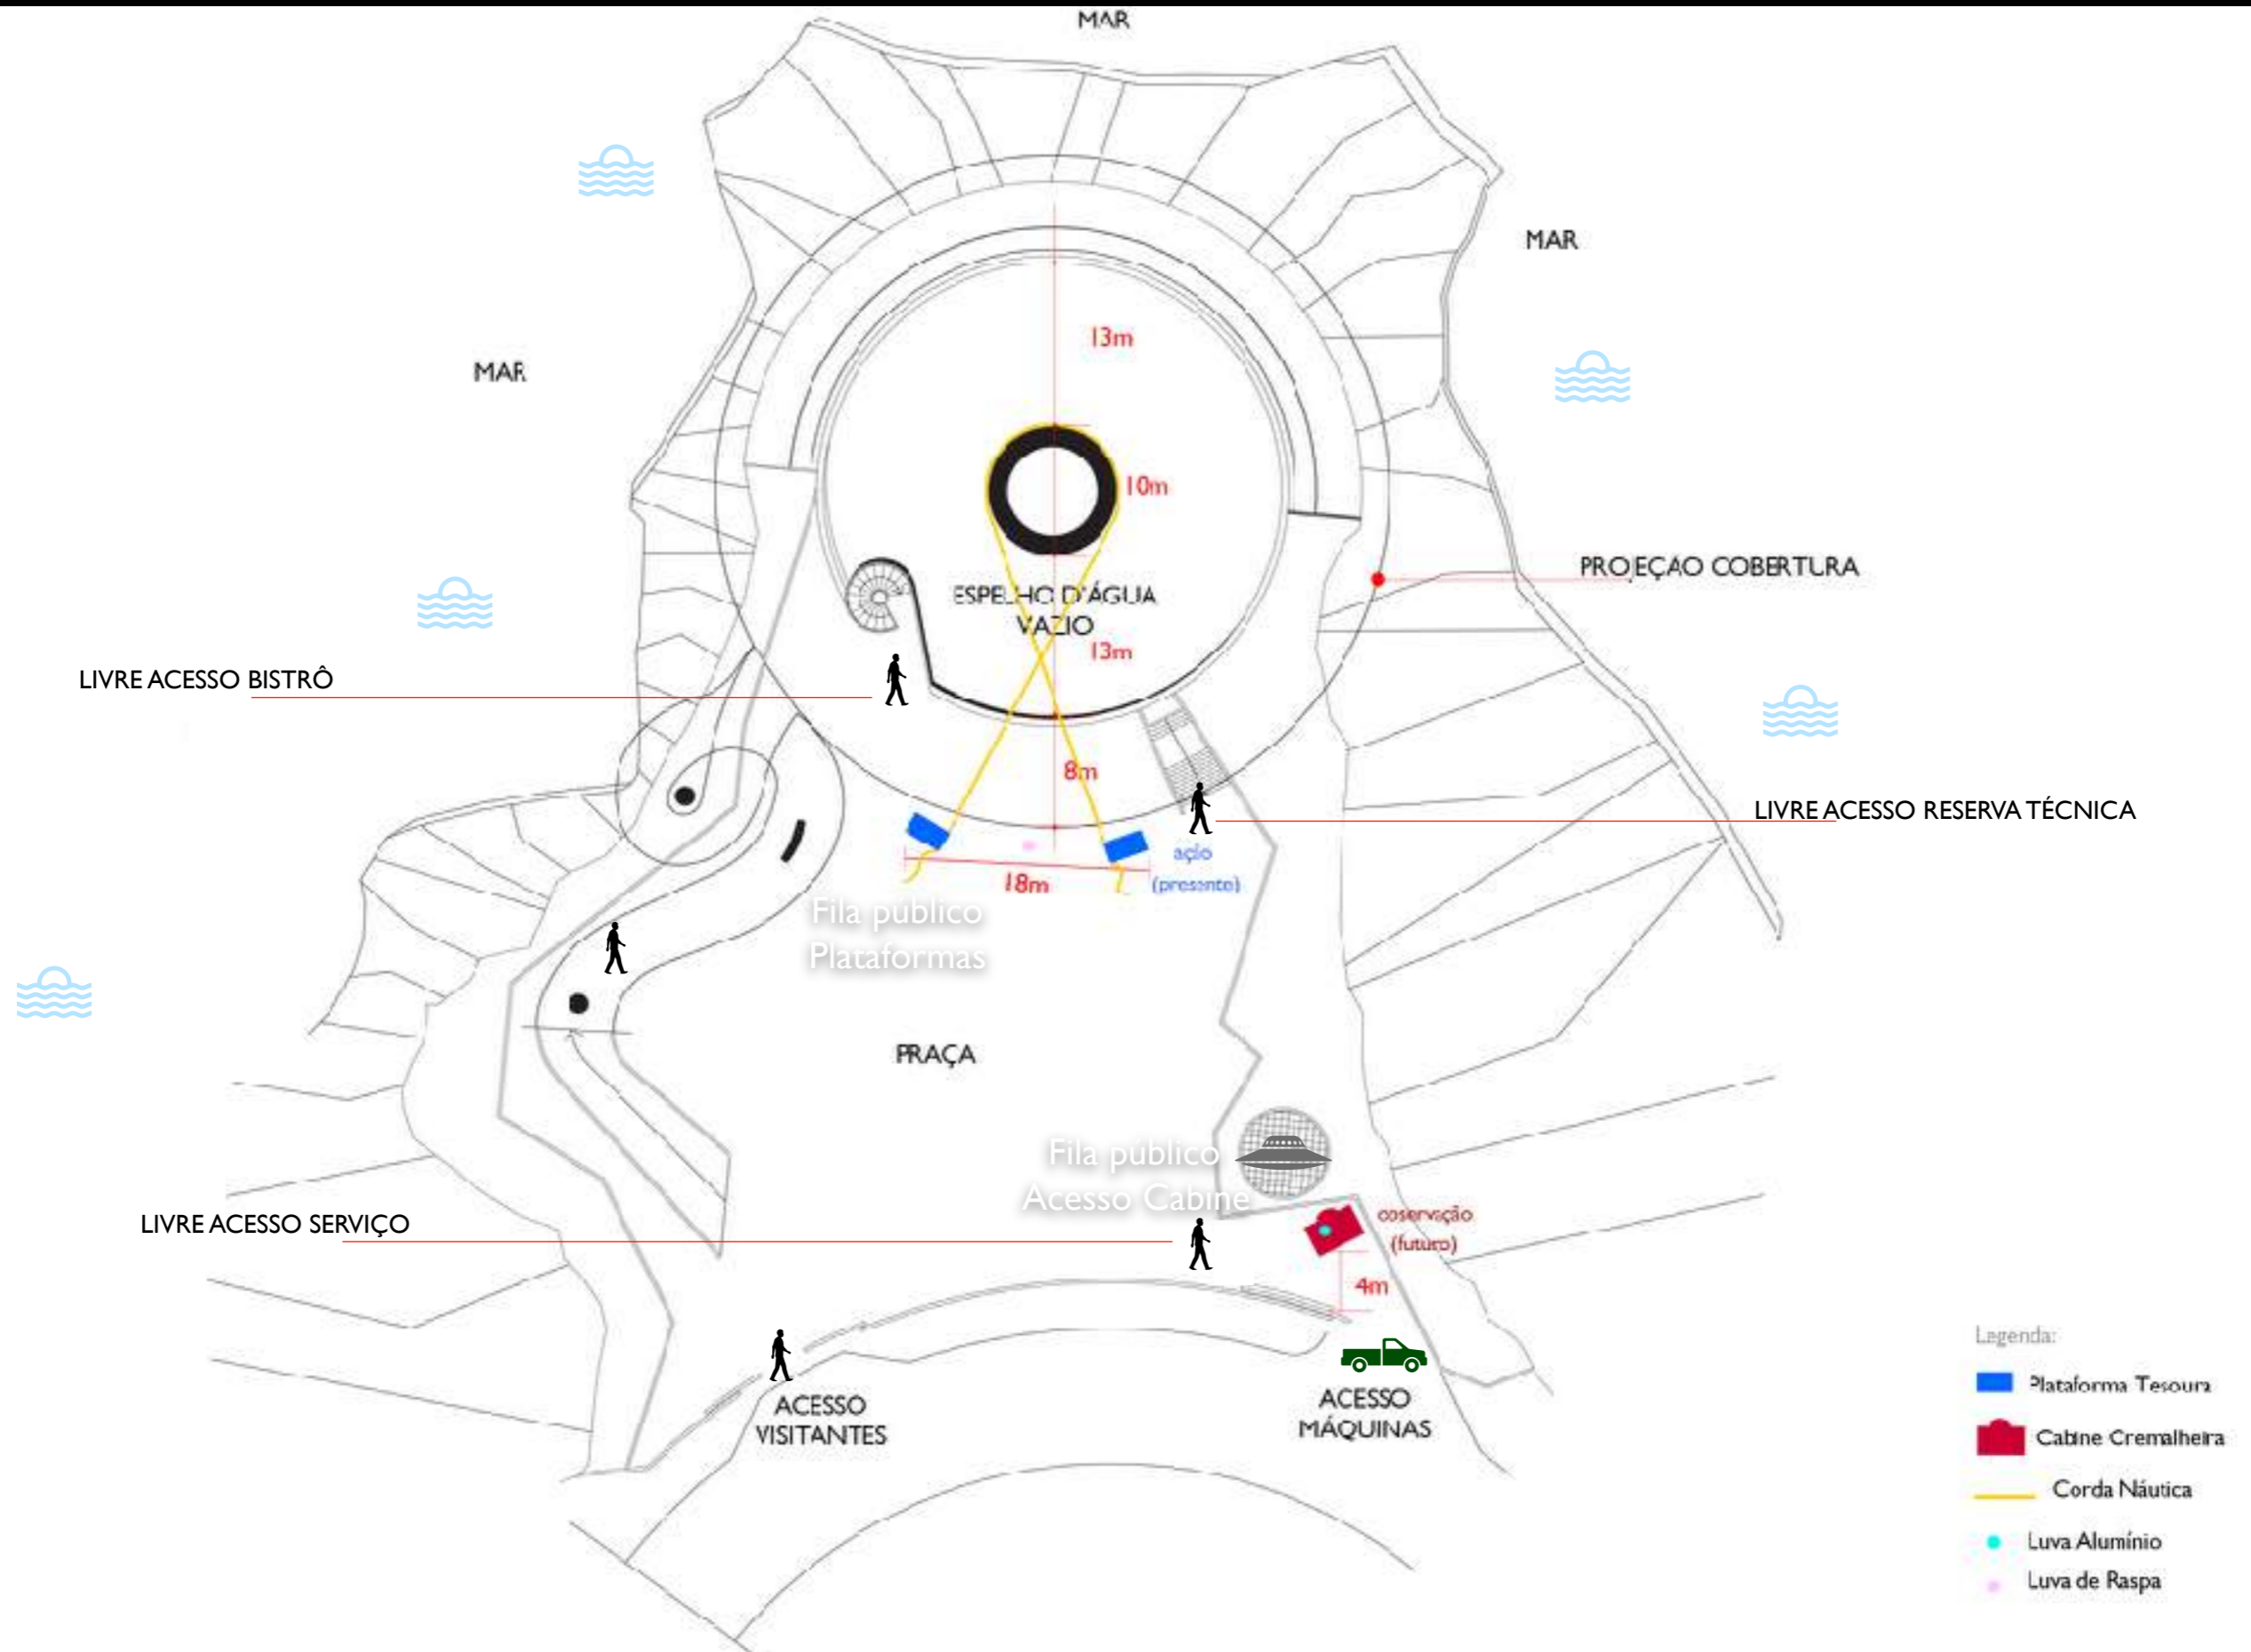 MAR
MAR
MAR
13m
10m
PROJEÇÃO COBERTURA
ESPELHO D'ÁGUA
VAZIO
13m
LIVRE ACESSO BISTRÔ
8m
LIVRE ACESSO RESERVA TÉCNICA
ação
(presente)
18m
Fila público
Plataformas
PRAÇA
Fila público
Acesso Cabine
LIVRE ACESSO SERVIÇO
observação
(futuro)
4m
ACESSO
VISITANTES
ACESSO
MÁQUINAS
Legenda:
Plataforma Tesoura
Cabine Cremalheira
Corda Náutica
Luva Alumínio
Luva de Raspa